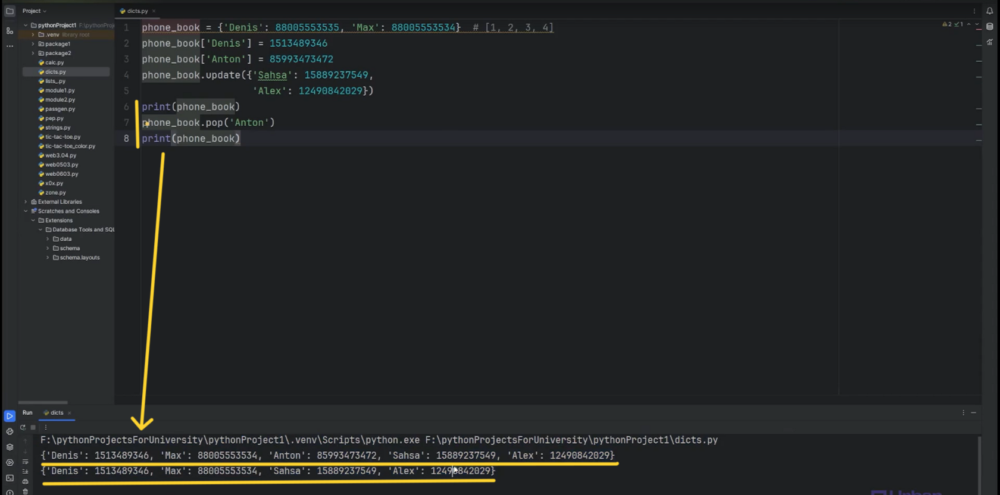 Project
dicts.py
pythonProject1 F:\pythonProje
.venv library root
package1
package2
calc.py
dicts.py
lists_.py
module1.py
module2.py
passgen.py
pep.py
strings.py
tic-tac-toe.py
tic-tac-toe_color.py
web3.04.py
web0503.py
web0603.py
x0x.py
zone.py
External Libraries
Scratches and Consoles
Extensions
Database Tools and SQL
data
schema
schema.layouts
1 phone_book = {'Denis': 88005553535, 'Max': 88005553534} # [1, 2, 3, 4]
2 phone_book['Denis'] = 1513489346
3 phone_book['Anton'] = 85993473472
4 phone_book.update({'Sahsa': 15889237549,
5 'Alex': 12490842029})
6 print(phone_book)
7 phone_book.pop('Anton')
8 print(phone_book)
2 1
Run dicts
F:\pythonProjectsForUniversity\pythonProject1\.venv\Scripts\python.exe F:\pythonProjectsForUniversity\pythonProject1\dicts.py
{'Denis': 1513489346, 'Max': 88005553534, 'Anton': 85993473472, 'Sahsa': 15889237549, 'Alex': 12490842029}
{'Denis': 1513489346, 'Max': 88005553534, 'Sahsa': 15889237549, 'Alex': 12490842029}